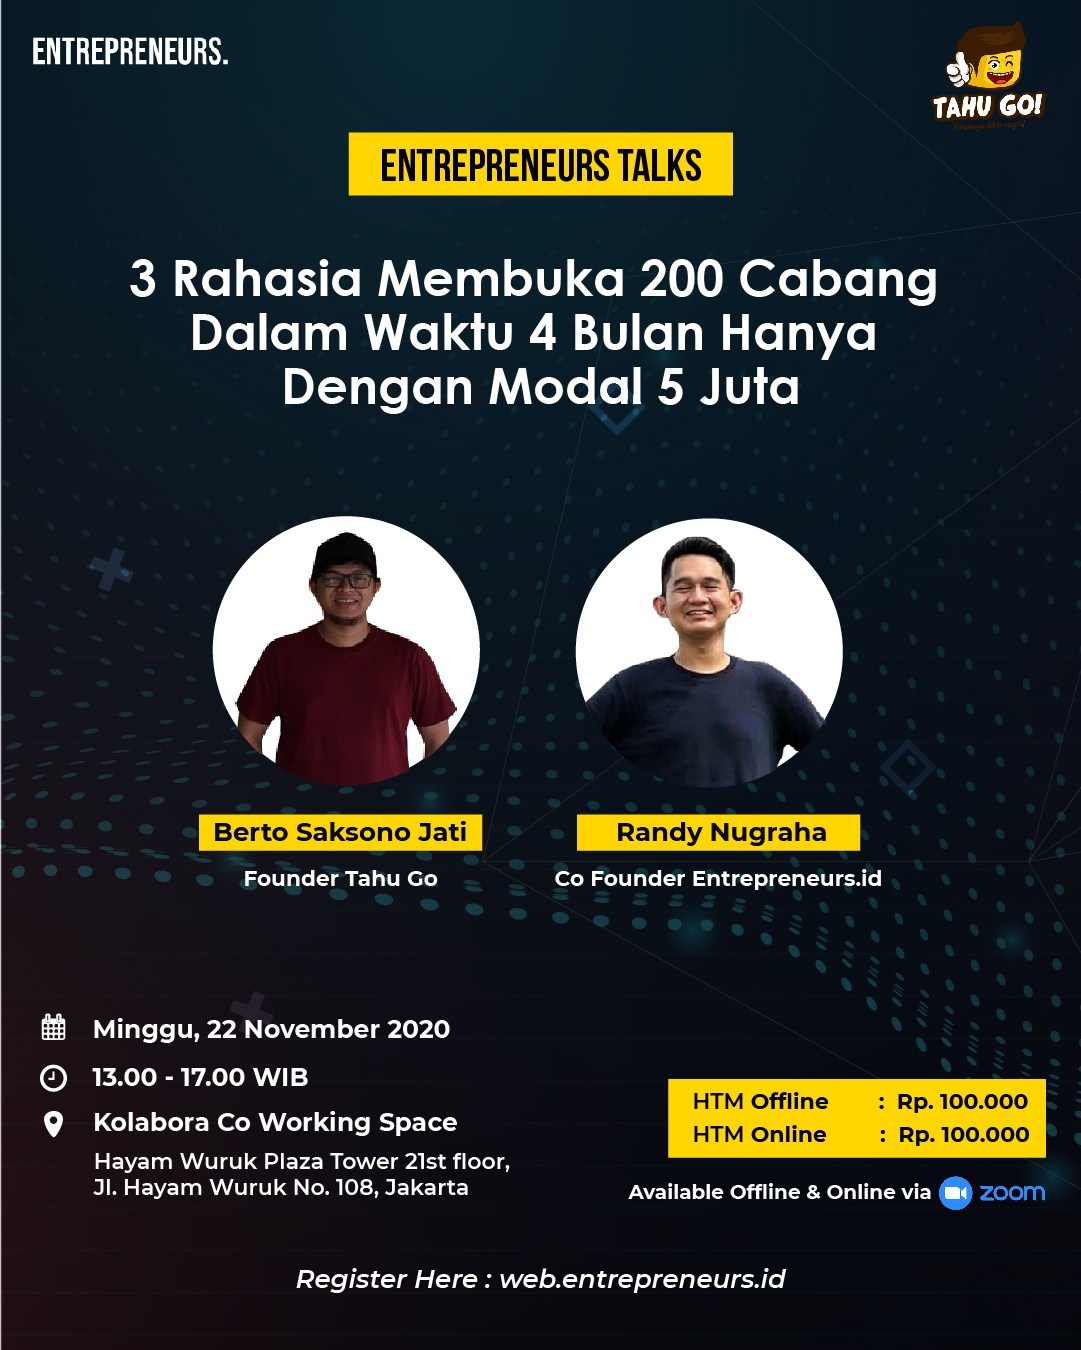 ENTREPRENEURS.
TAHU GO!
ENTREPRENEURS TALKS
3 Rahasia Membuka 200 Cabang
Dalam Waktu 4 Bulan Hanya
Dengan Modal 5 Juta
Berto Saksono Jati
Founder Tahu Go
Randy Nugraha
Co Founder Entrepreneurs.id
Minggu, 22 November 2020
13.00 - 17.00 WIB
Kolabora Co Working Space
Hayam Wuruk Plaza Tower 21st floor,
Jl. Hayam Wuruk No. 108, Jakarta
HTM Offline : Rp. 100.000
HTM Online : Rp. 100.000
Available Offline & Online via zoom
Register Here : web.entrepreneurs.id